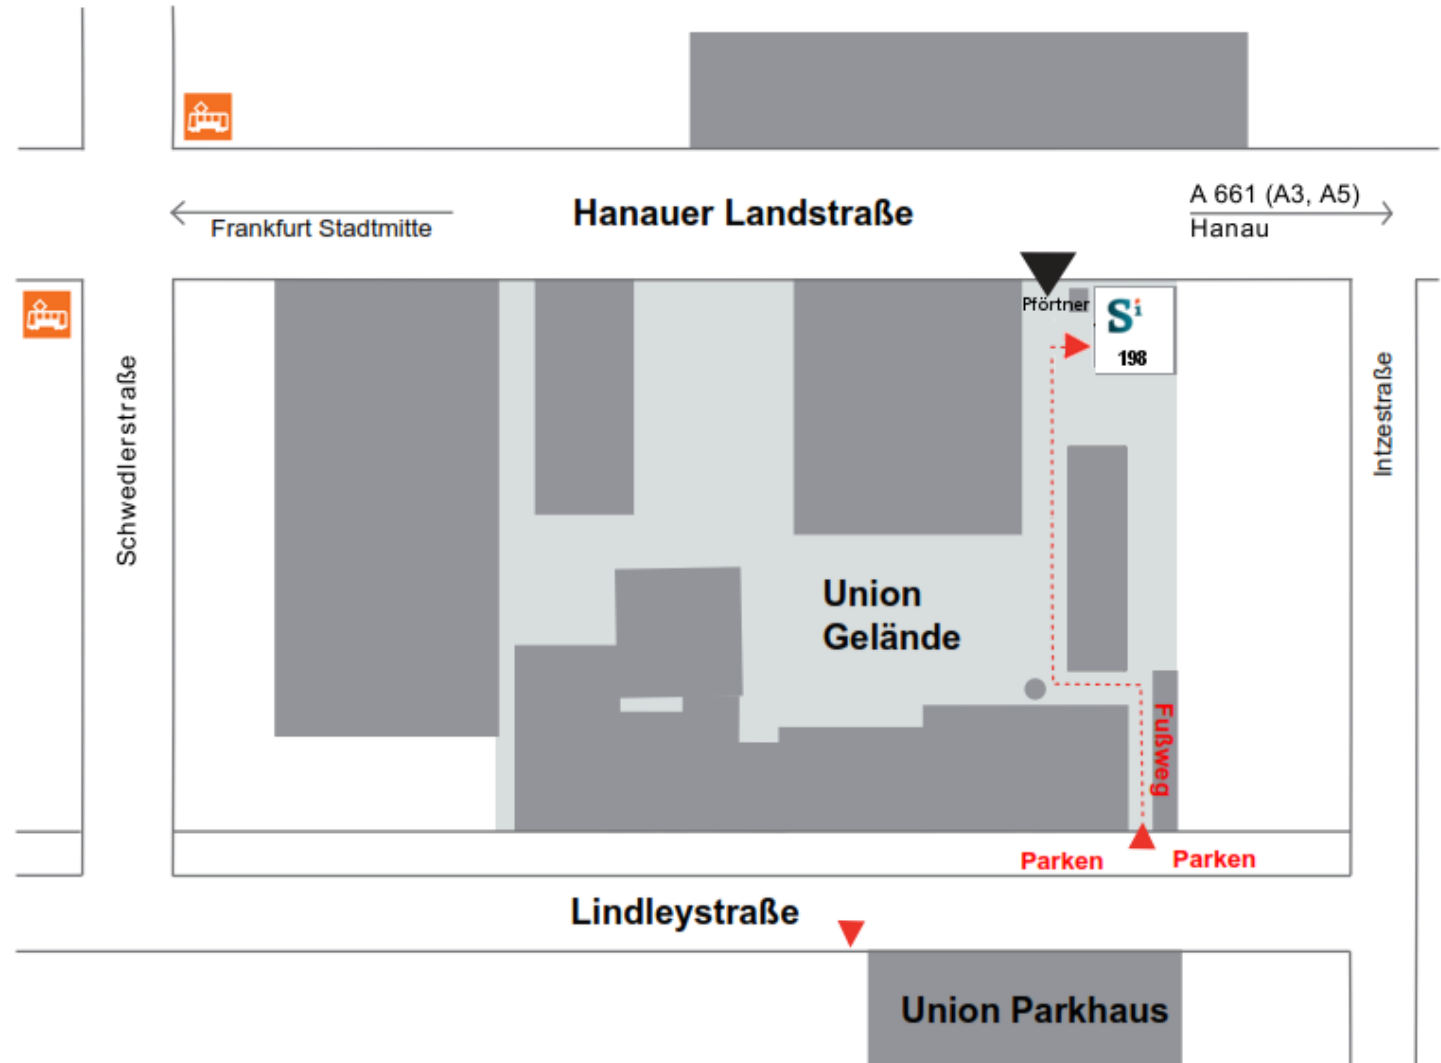 Hanauer Landstraße
Frankfurt Stadtmitte
A 661 (A3, A5)
Hanau
Pförtner
Si
198
Schwedlerstraße
Intzestraße
Union
Gelände
Fußweg
Parken
Parken
Lindleystraße
Union Parkhaus